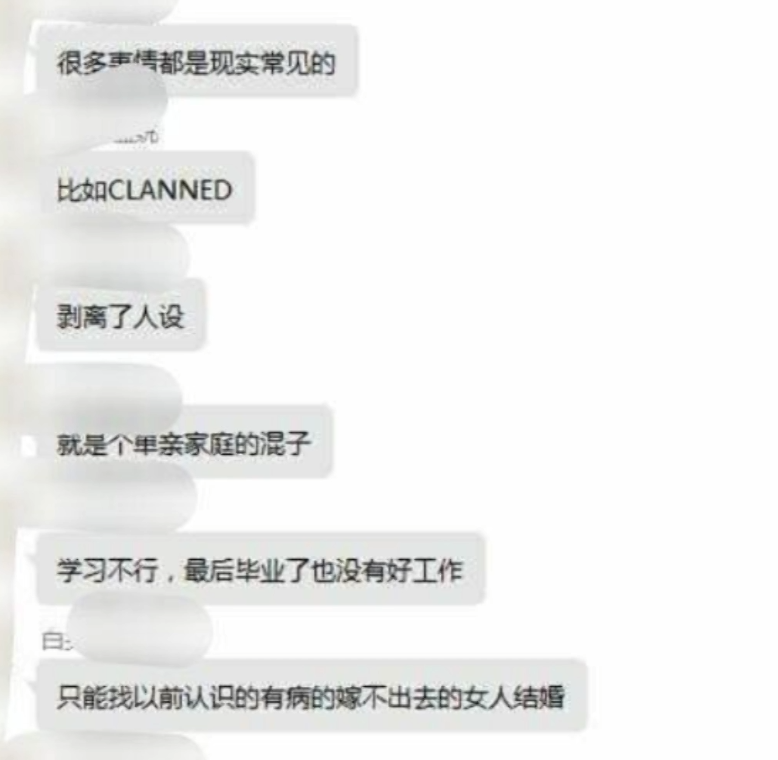 很多事情都是现实常见的
比如CLANNED
剥离了人设
就是个单亲家庭的混子
学习不行，最后毕业了也没有好工作
白
只能找以前认识的有病的嫁不出去的女人结婚